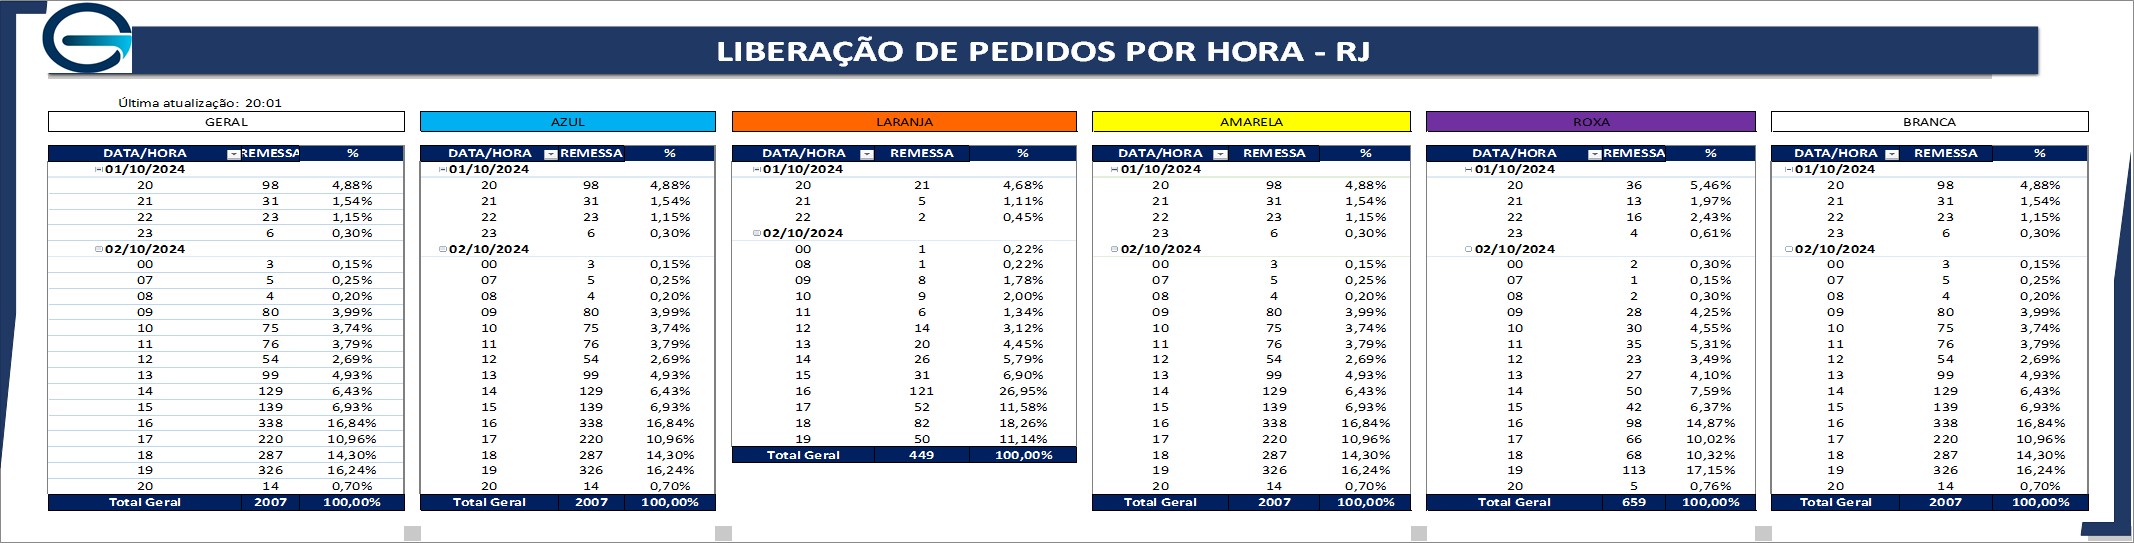 LIBERAÇÃO DE PEDIDOS POR HORA - RJ
Última atualização: 20:01
GERAL AZUL LARANJA AMARELA ROXA BRANCA
DATA/HORA REMESSA % DATA/HORA REMESSA % DATA/HORA REMESSA % DATA/HORA REMESSA % DATA/HORA REMESSA % DATA/HORA REMESSA %
01/10/2024 01/10/2024 01/10/2024 01/10/2024 01/10/2024 01/10/2024
20 98 4,88% 20 98 4,88% 20 21 4,68% 20 98 4,88% 20 36 5,46% 20 98 4,88%
21 31 1,54% 21 31 1,54% 21 5 1,11% 21 31 1,54% 21 13 1,97% 21 31 1,54%
22 23 1,15% 22 23 1,15% 22 2 0,45% 22 23 1,15% 22 16 2,43% 22 23 1,15%
23 6 0,30% 23 6 0,30% 02/10/2024 23 6 0,30% 23 4 0,61% 23 6 0,30%
02/10/2024 02/10/2024 00 1 0,22% 02/10/2024 02/10/2024 02/10/2024
00 3 0,15% 00 3 0,15% 08 1 0,22% 00 3 0,15% 00 2 0,30% 00 3 0,15%
07 5 0,25% 07 5 0,25% 09 8 1,78% 07 5 0,25% 07 1 0,15% 07 5 0,25%
08 4 0,20% 08 4 0,20% 10 9 2,00% 08 4 0,20% 08 2 0,30% 08 4 0,20%
09 80 3,99% 09 80 3,99% 11 6 1,34% 09 80 3,99% 09 28 4,25% 09 80 3,99%
10 75 3,74% 10 75 3,74% 12 14 3,12% 10 75 3,74% 10 30 4,55% 10 75 3,74%
11 76 3,79% 11 76 3,79% 13 20 4,45% 11 76 3,79% 11 35 5,31% 11 76 3,79%
12 54 2,69% 12 54 2,69% 14 26 5,79% 12 54 2,69% 12 23 3,49% 12 54 2,69%
13 99 4,93% 13 99 4,93% 15 31 6,90% 13 99 4,93% 13 27 4,10% 13 99 4,93%
14 129 6,43% 14 129 6,43% 16 121 26,95% 14 129 6,43% 14 50 7,59% 14 129 6,43%
15 139 6,93% 15 139 6,93% 17 52 11,58% 15 139 6,93% 15 42 6,37% 15 139 6,93%
16 338 16,84% 16 338 16,84% 18 82 18,26% 16 338 16,84% 16 98 14,87% 16 338 16,84%
17 220 10,96% 17 220 10,96% 19 50 11,14% 17 220 10,96% 17 66 10,02% 17 220 10,96%
18 287 14,30% 18 287 14,30% Total Geral 449 100,00% 18 287 14,30% 18 68 10,32% 18 287 14,30%
19 326 16,24% 19 326 16,24% 19 326 16,24% 19 113 17,15% 19 326 16,24%
20 14 0,70% 20 14 0,70% 20 14 0,70% 20 5 0,76% 20 14 0,70%
Total Geral 2007 100,00% Total Geral 2007 100,00% Total Geral 2007 100,00% Total Geral 659 100,00% Total Geral 2007 100,00%